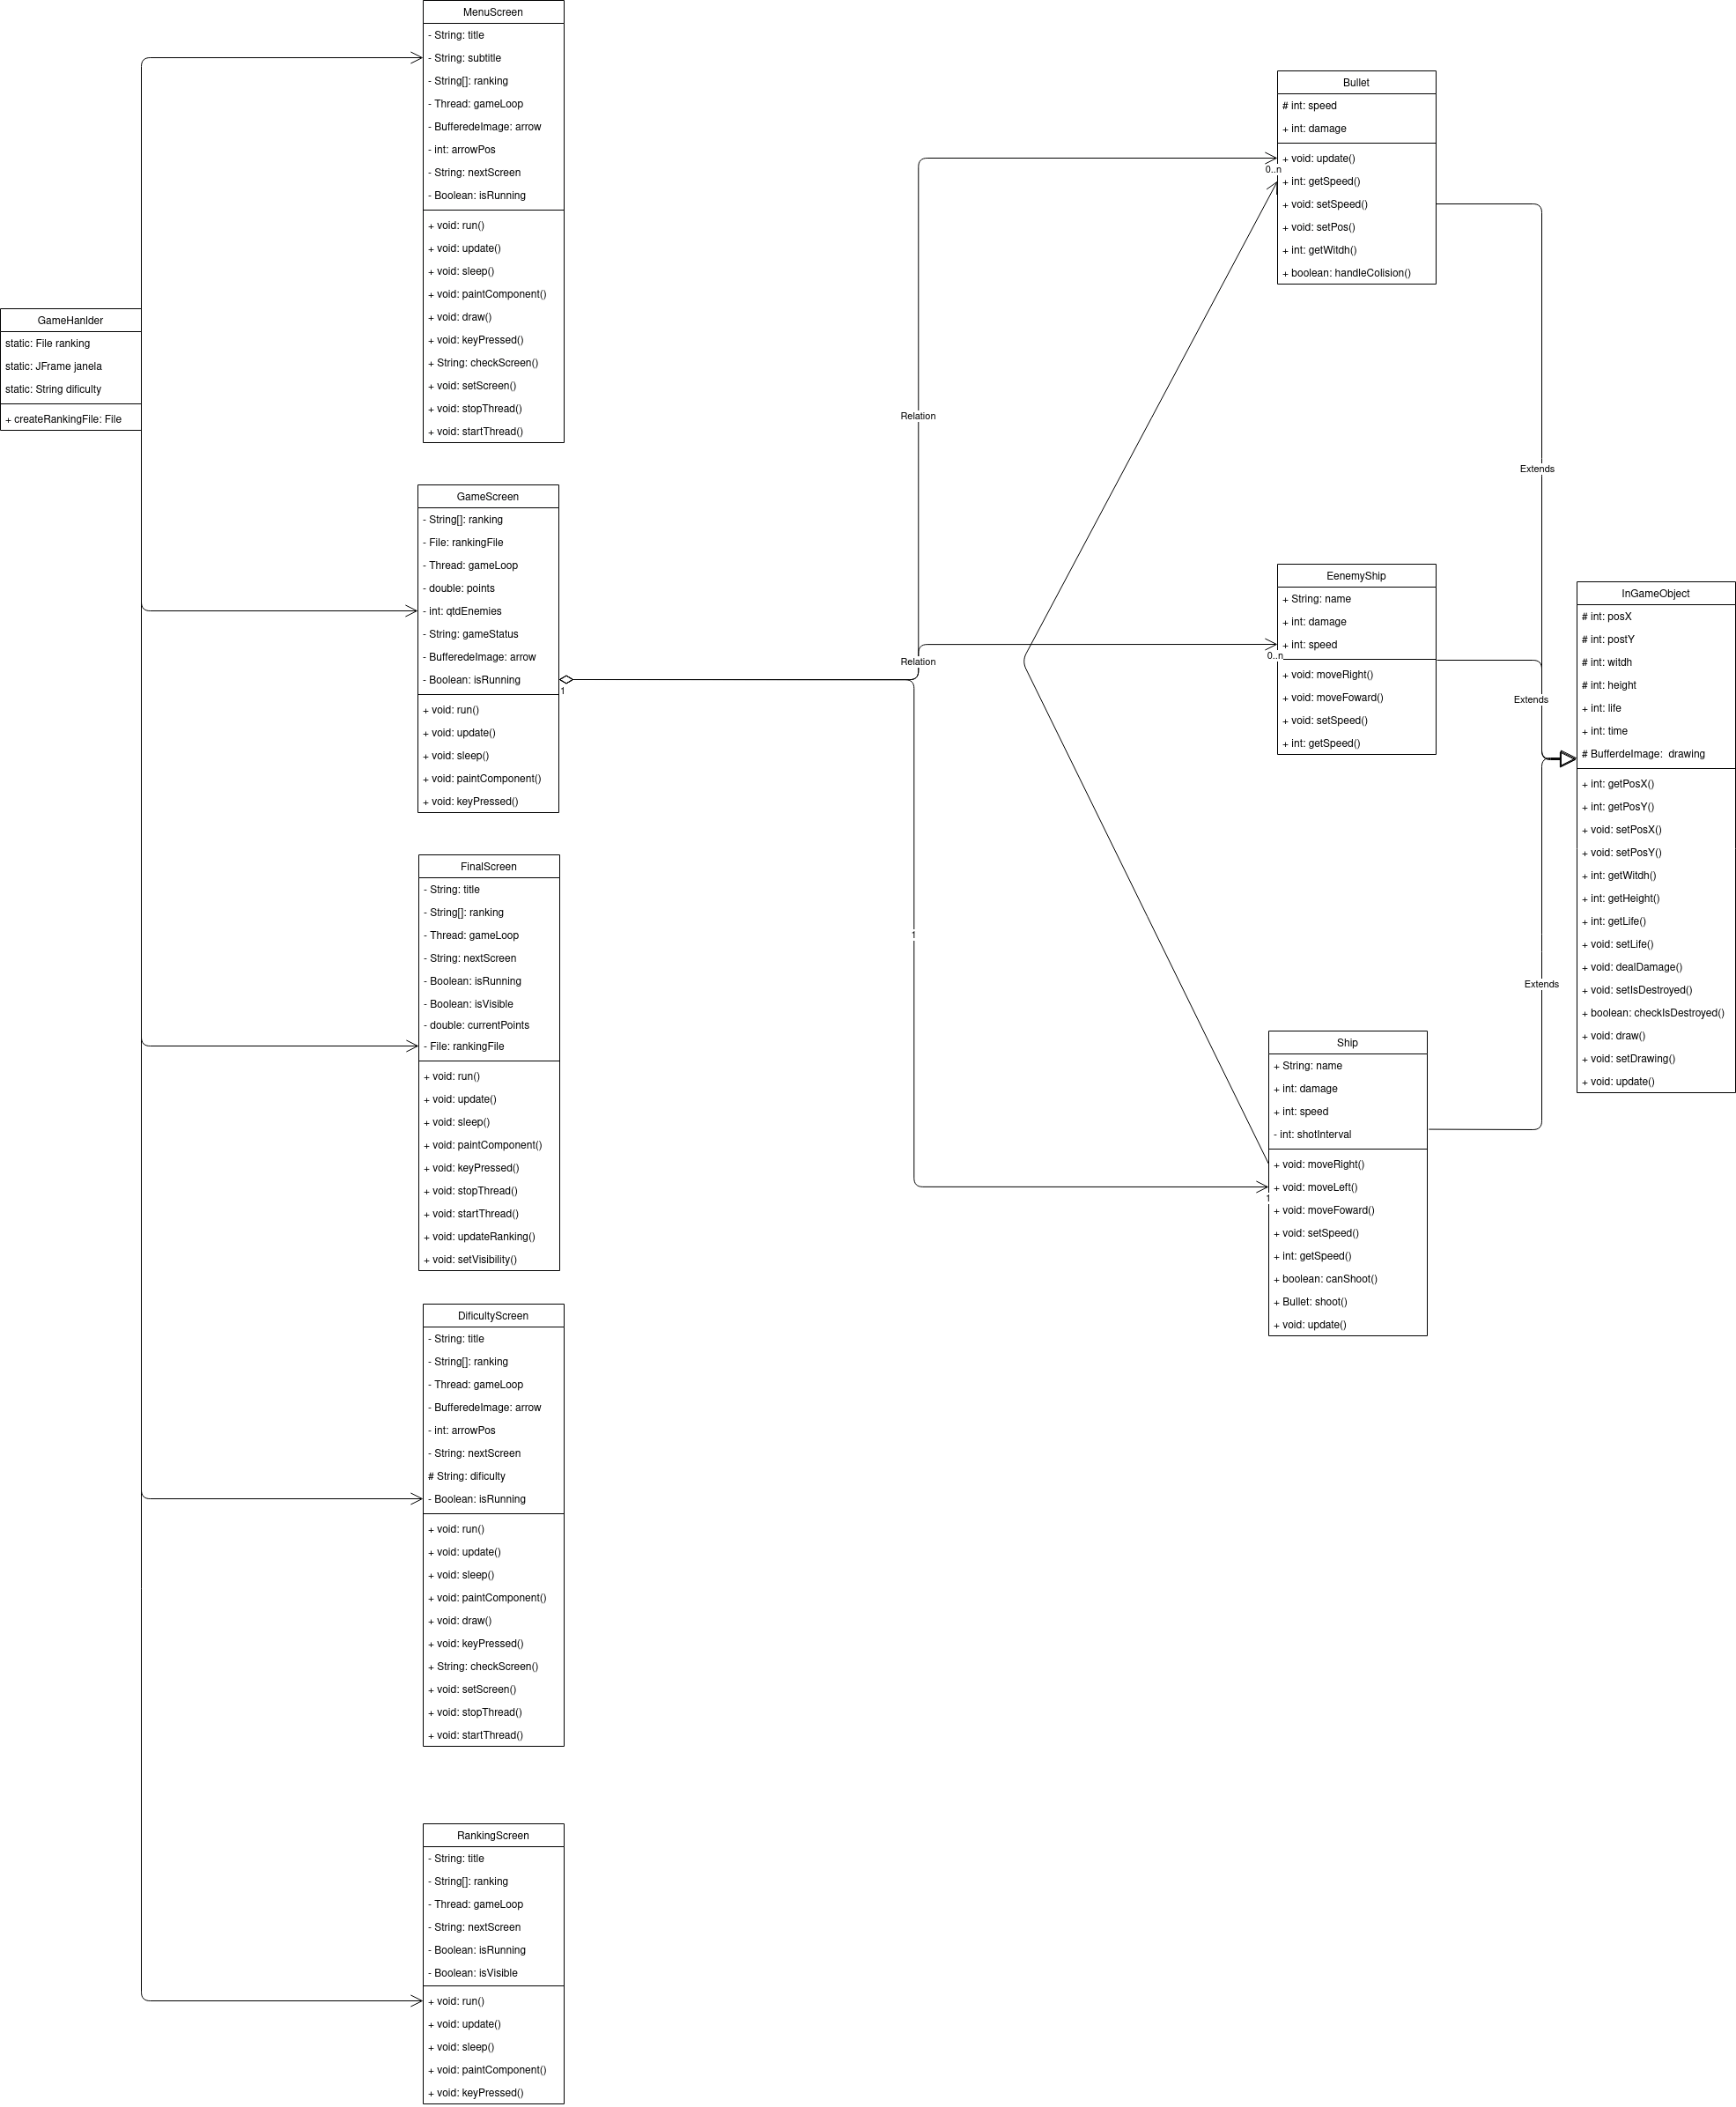 MenuScreen
- String: title
- String: subtitle
- String[]: ranking
- Thread: gameLoop
- BufferedeImage: arrow
- int: arrowPos
- String: nextScreen
- Boolean: isRunning
+ void: run()
+ void: update()
+ void: sleep()
+ void: paintComponent()
+ void: draw()
+ void: keyPressed()
+ String: checkScreen()
+ void: setScreen()
+ void: stopThread()
+ void: startThread()
GameHanlder
static: File ranking
static: JFrame janela
static: String dificulty
+ createRankingFile: File
GameScreen
- String[]: ranking
- File: rankingFile
- Thread: gameLoop
- double: points
- int: qtdEnemies
- String: gameStatus
- BufferedeImage: arrow
- Boolean: isRunning
+ void: run()
+ void: update()
+ void: sleep()
+ void: paintComponent()
+ void: keyPressed()
1
FinalScreen
- String: title
- String[]: ranking
- Thread: gameLoop
- String: nextScreen
- Boolean: isRunning
- Boolean: isVisible
- double: currentPoints
- File: rankingFile
+ void: run()
+ void: update()
+ void: sleep()
+ void: paintComponent()
+ void: keyPressed()
+ void: stopThread()
+ void: startThread()
+ void: updateRanking()
+ void: setVisibility()
DificultyScreen
- String: title
- String[]: ranking
- Thread: gameLoop
- BufferedeImage: arrow
- int: arrowPos
- String: nextScreen
# String: dificulty
- Boolean: isRunning
+ void: run()
+ void: update()
+ void: sleep()
+ void: paintComponent()
+ void: draw()
+ void: keyPressed()
+ String: checkScreen()
+ void: setScreen()
+ void: stopThread()
+ void: startThread()
RankingScreen
- String: title
- String[]: ranking
- Thread: gameLoop
- String: nextScreen
- Boolean: isRunning
- Boolean: isVisible
+ void: run()
+ void: update()
+ void: sleep()
+ void: paintComponent()
+ void: keyPressed()
Relation
Relation
1
Bullet
# int: speed
+ int: damage
+ void: update()
0..n
+ int: getSpeed()
+ void: setSpeed()
+ void: setPos()
+ int: getWitdh()
+ boolean: handleColision()
EenemyShip
+ String: name
+ int: damage
+ int: speed
0..n
+ void: moveRight()
+ void: moveFoward()
+ void: setSpeed()
+ int: getSpeed()
Ship
+ String: name
+ int: damage
+ int: speed
- int: shotInterval
+ void: moveRight()
+ void: moveLeft()
1
+ void: moveFoward()
+ void: setSpeed()
+ int: getSpeed()
+ boolean: canShoot()
+ Bullet: shoot()
+ void: update()
Extends
Extends
Extends
InGameObject
# int: posX
# int: postY
# int: witdh
# int: height
+ int: life
+ int: time
# BufferdeImage:  drawing
+ int: getPosX()
+ int: getPosY()
+ void: setPosX()
+ void: setPosY()
+ int: getWitdh()
+ int: getHeight()
+ int: getLife()
+ void: setLife()
+ void: dealDamage()
+ void: setIsDestroyed()
+ boolean: checkIsDestroyed()
+ void: draw()
+ void: setDrawing()
+ void: update()